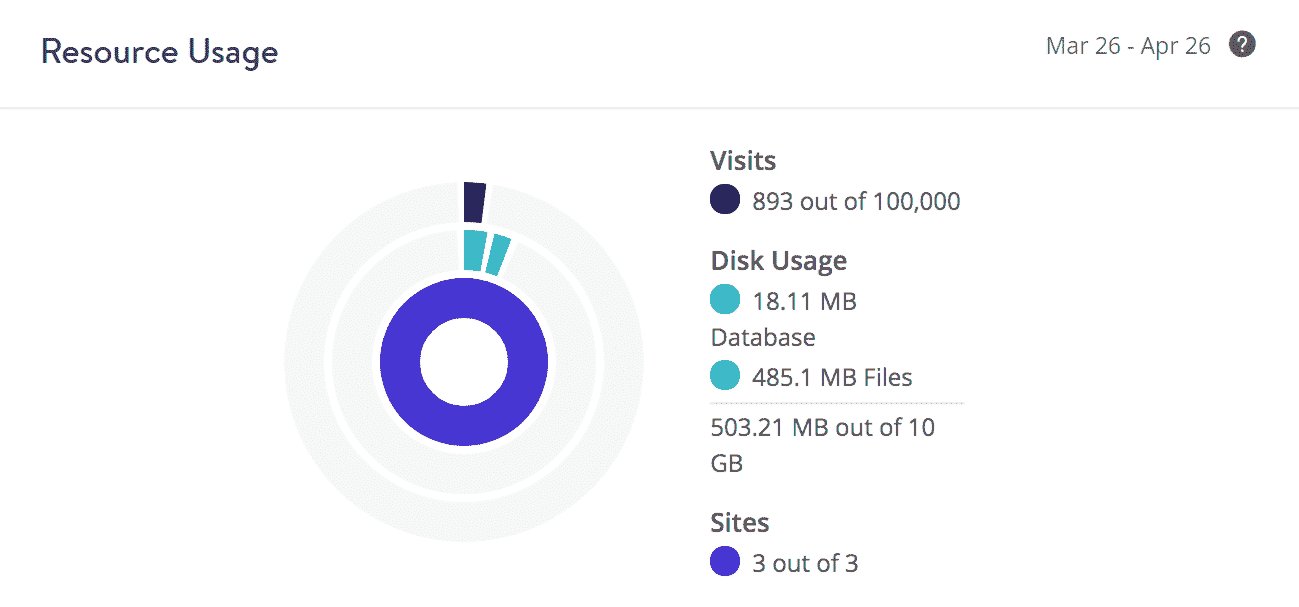 Resource Usage
Mar 26 - Apr 26 ?
Visits
893 out of 100,000
Disk Usage
18.11 MB
Database
485.1 MB Files
503.21 MB out of 10
GB
Sites
3 out of 3